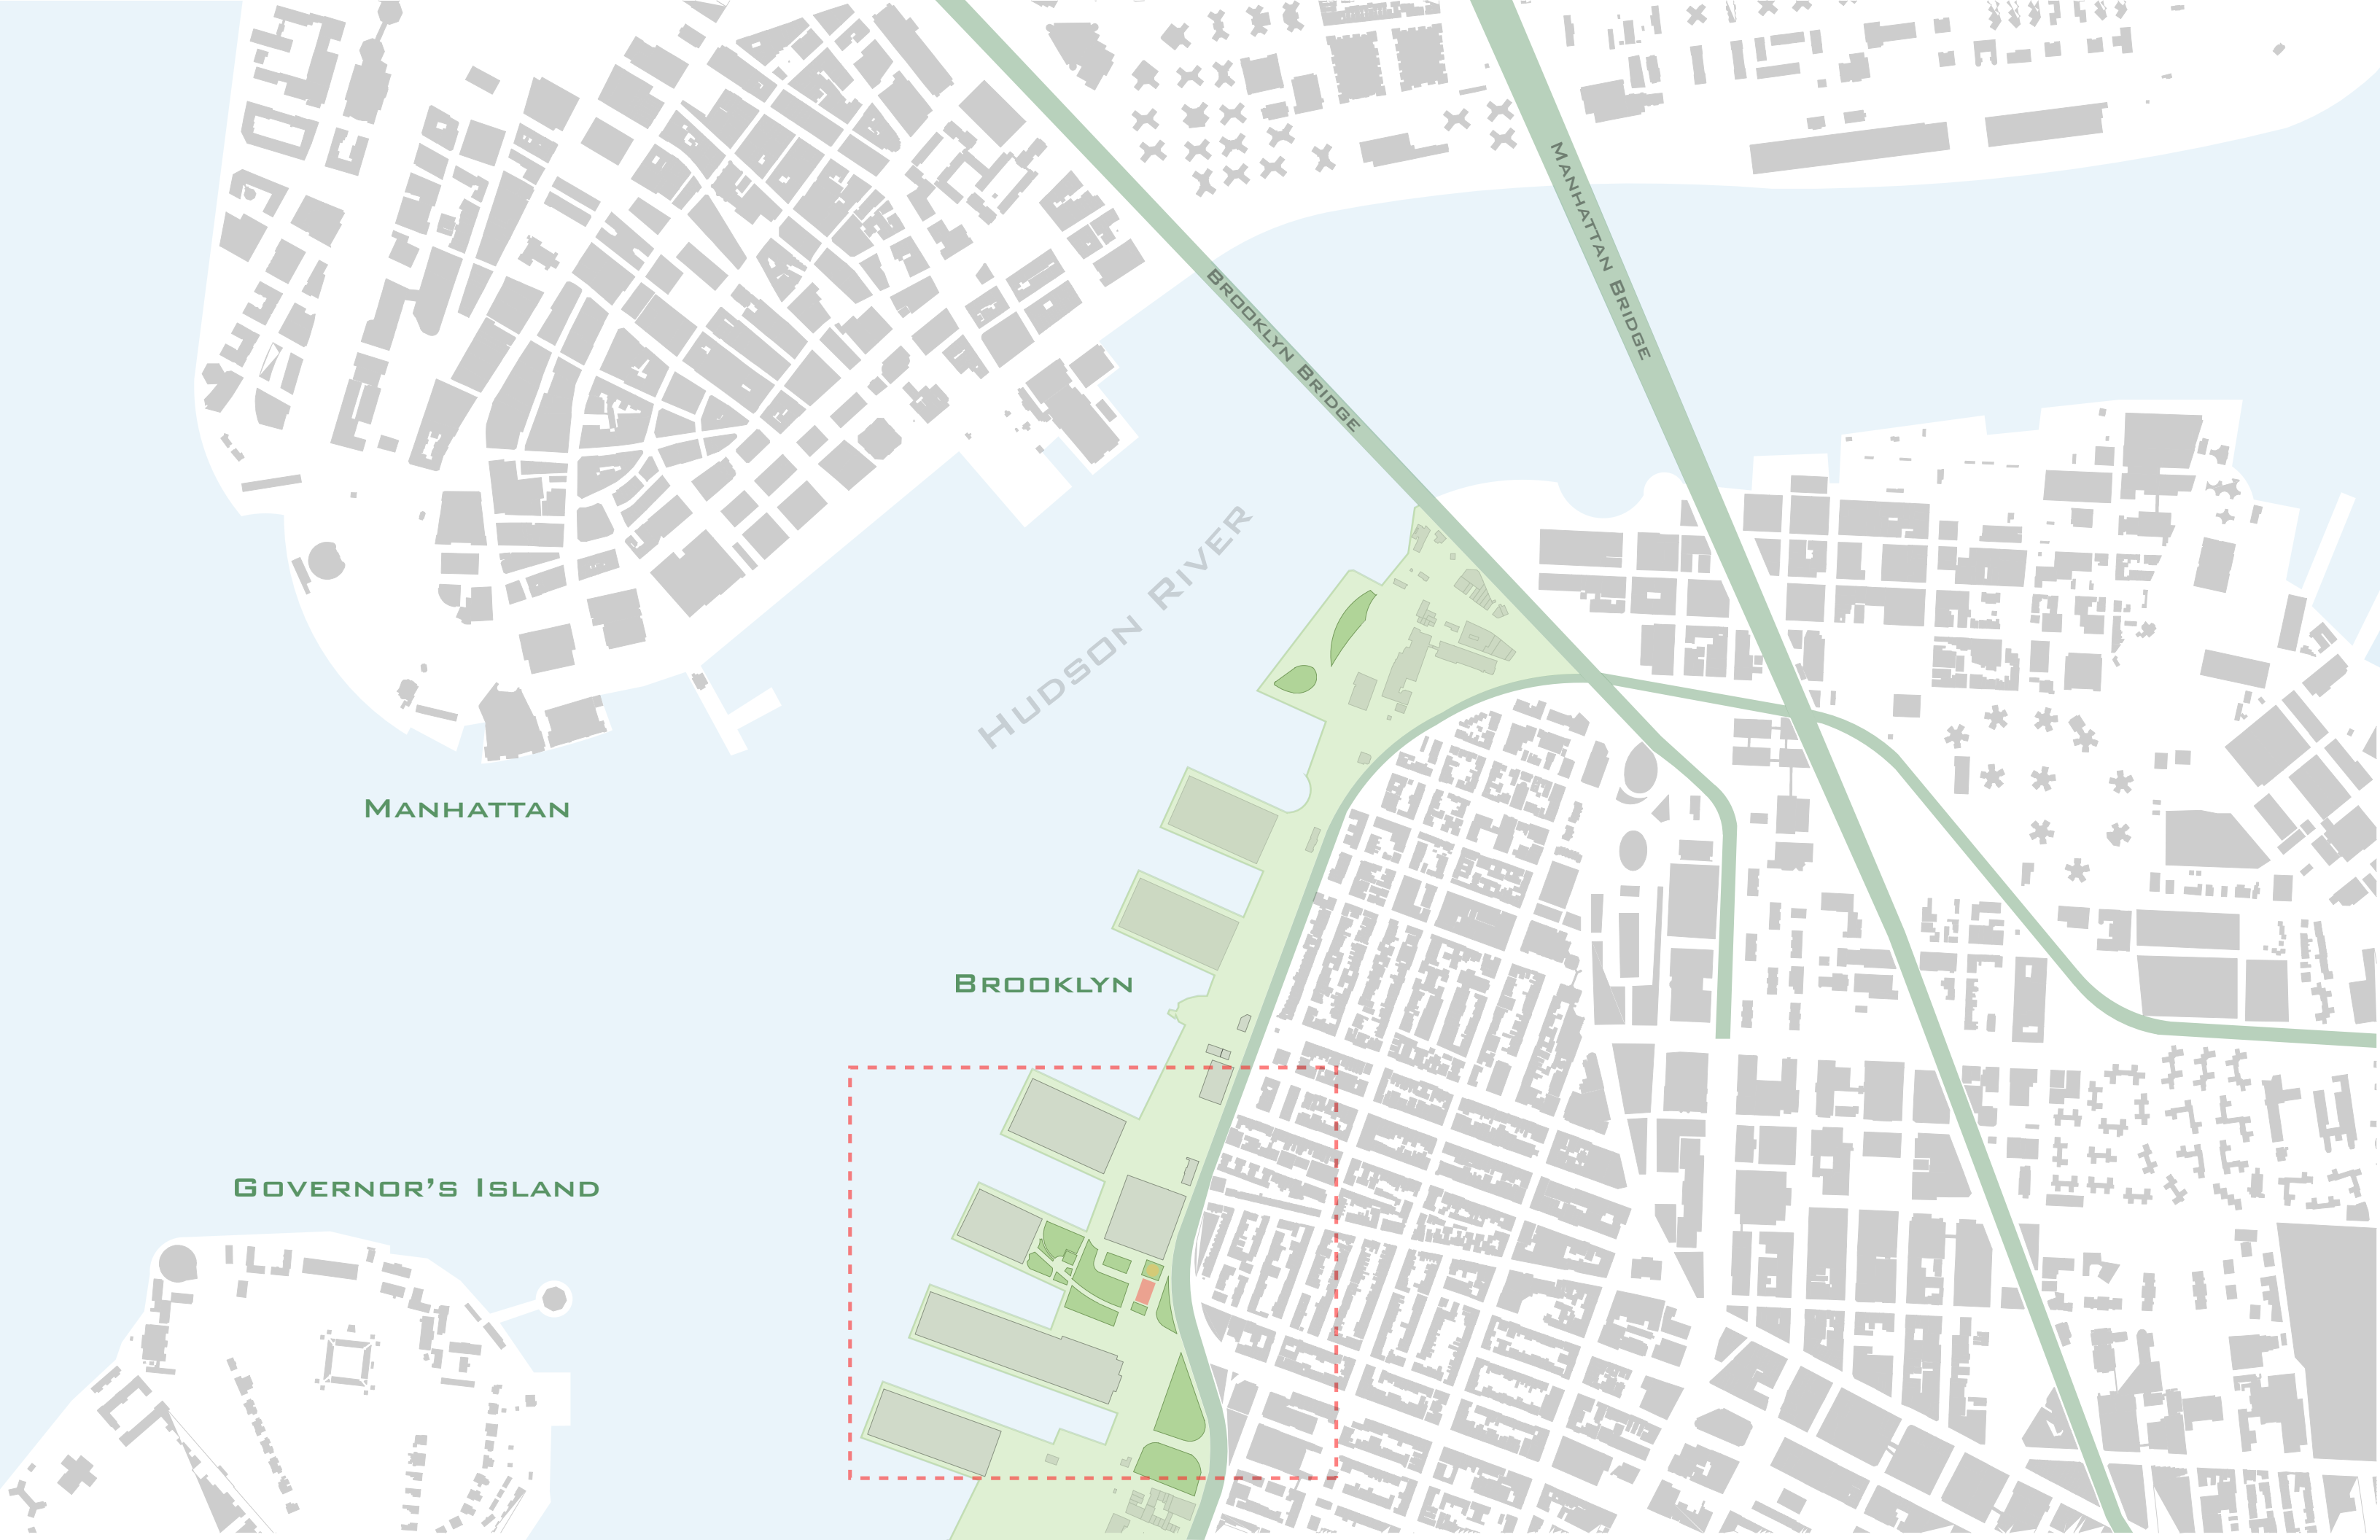 Manhattan Bridge
Brooklyn Bridge
Hudson River
Manhattan
Brooklyn
Governor's Island